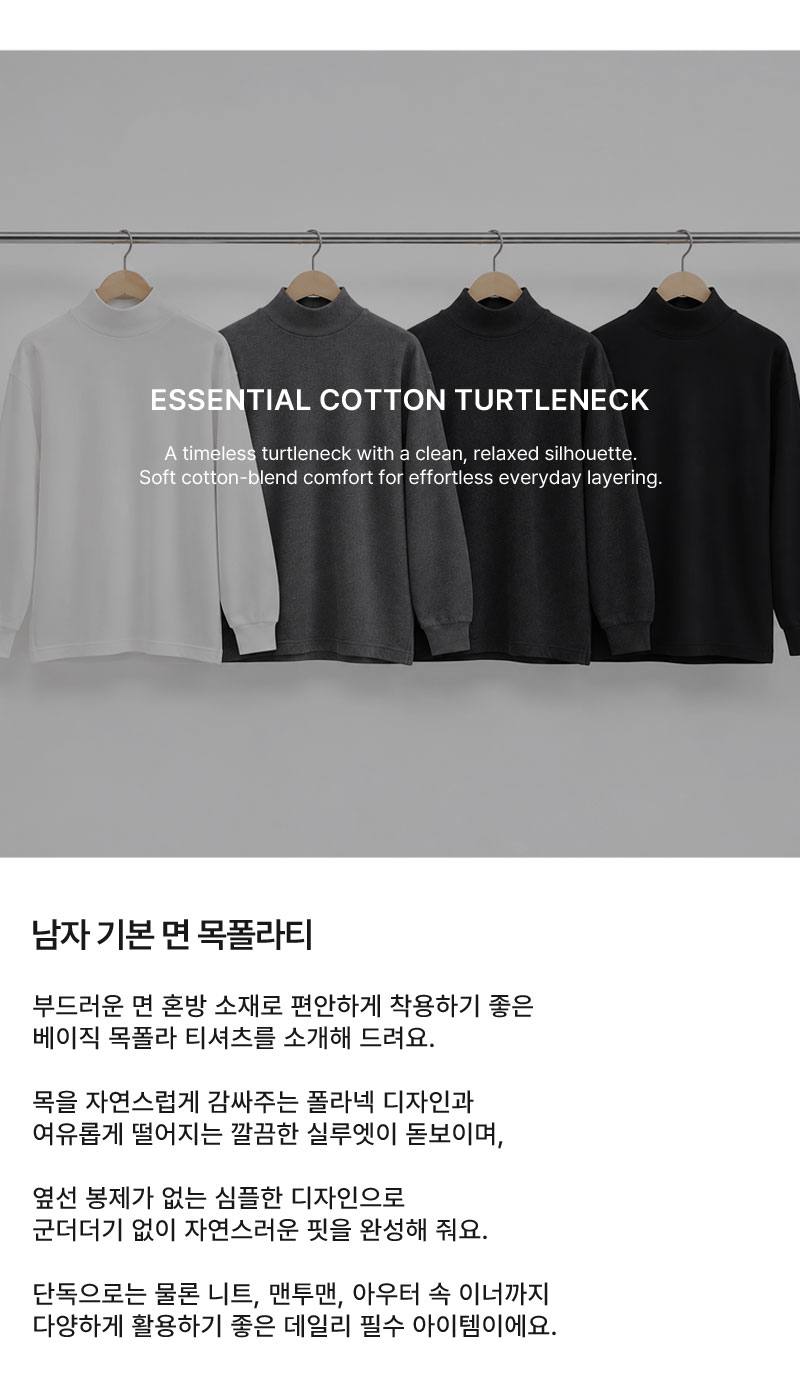 ESSENTIAL COTTON TURTLENECK
A timeless turtleneck with a clean, relaxed silhouette.
Soft cotton-blend comfort for effortless everyday layering.
남자 기본 면 목폴라티
부드러운 면 혼방 소재로 편안하게 착용하기 좋은
베이직 목폴라 티셔츠를 소개해 드려요.
목을 자연스럽게 감싸주는 폴라넥 디자인과
여유롭게 떨어지는 깔끔한 실루엣이 돋보이며,
옆선 봉제가 없는 심플한 디자인으로
군더더기 없이 자연스러운 핏을 완성해 줘요.
단독으로는 물론 니트, 맨투맨, 아우터 속 이너까지
다양하게 활용하기 좋은 데일리 필수 아이템이에요.